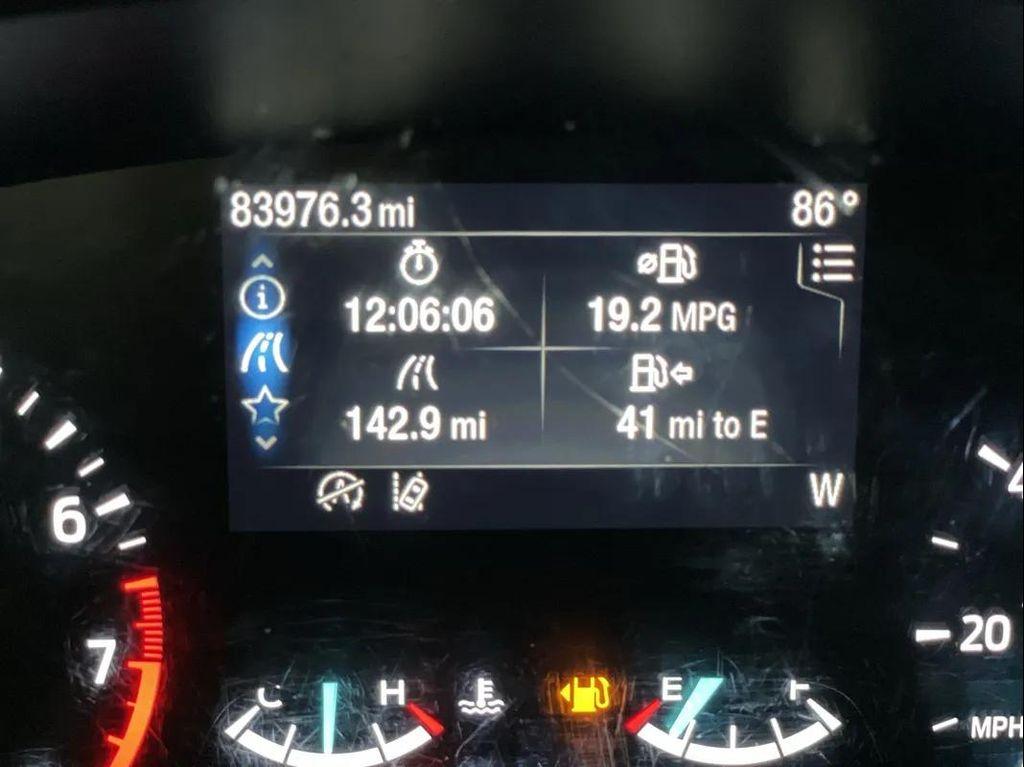 83976.3 mi 86°
12:06:06 19.2 MPG
142.9 mi 41 mi to E
W
6
7
C H E F
20
MPH